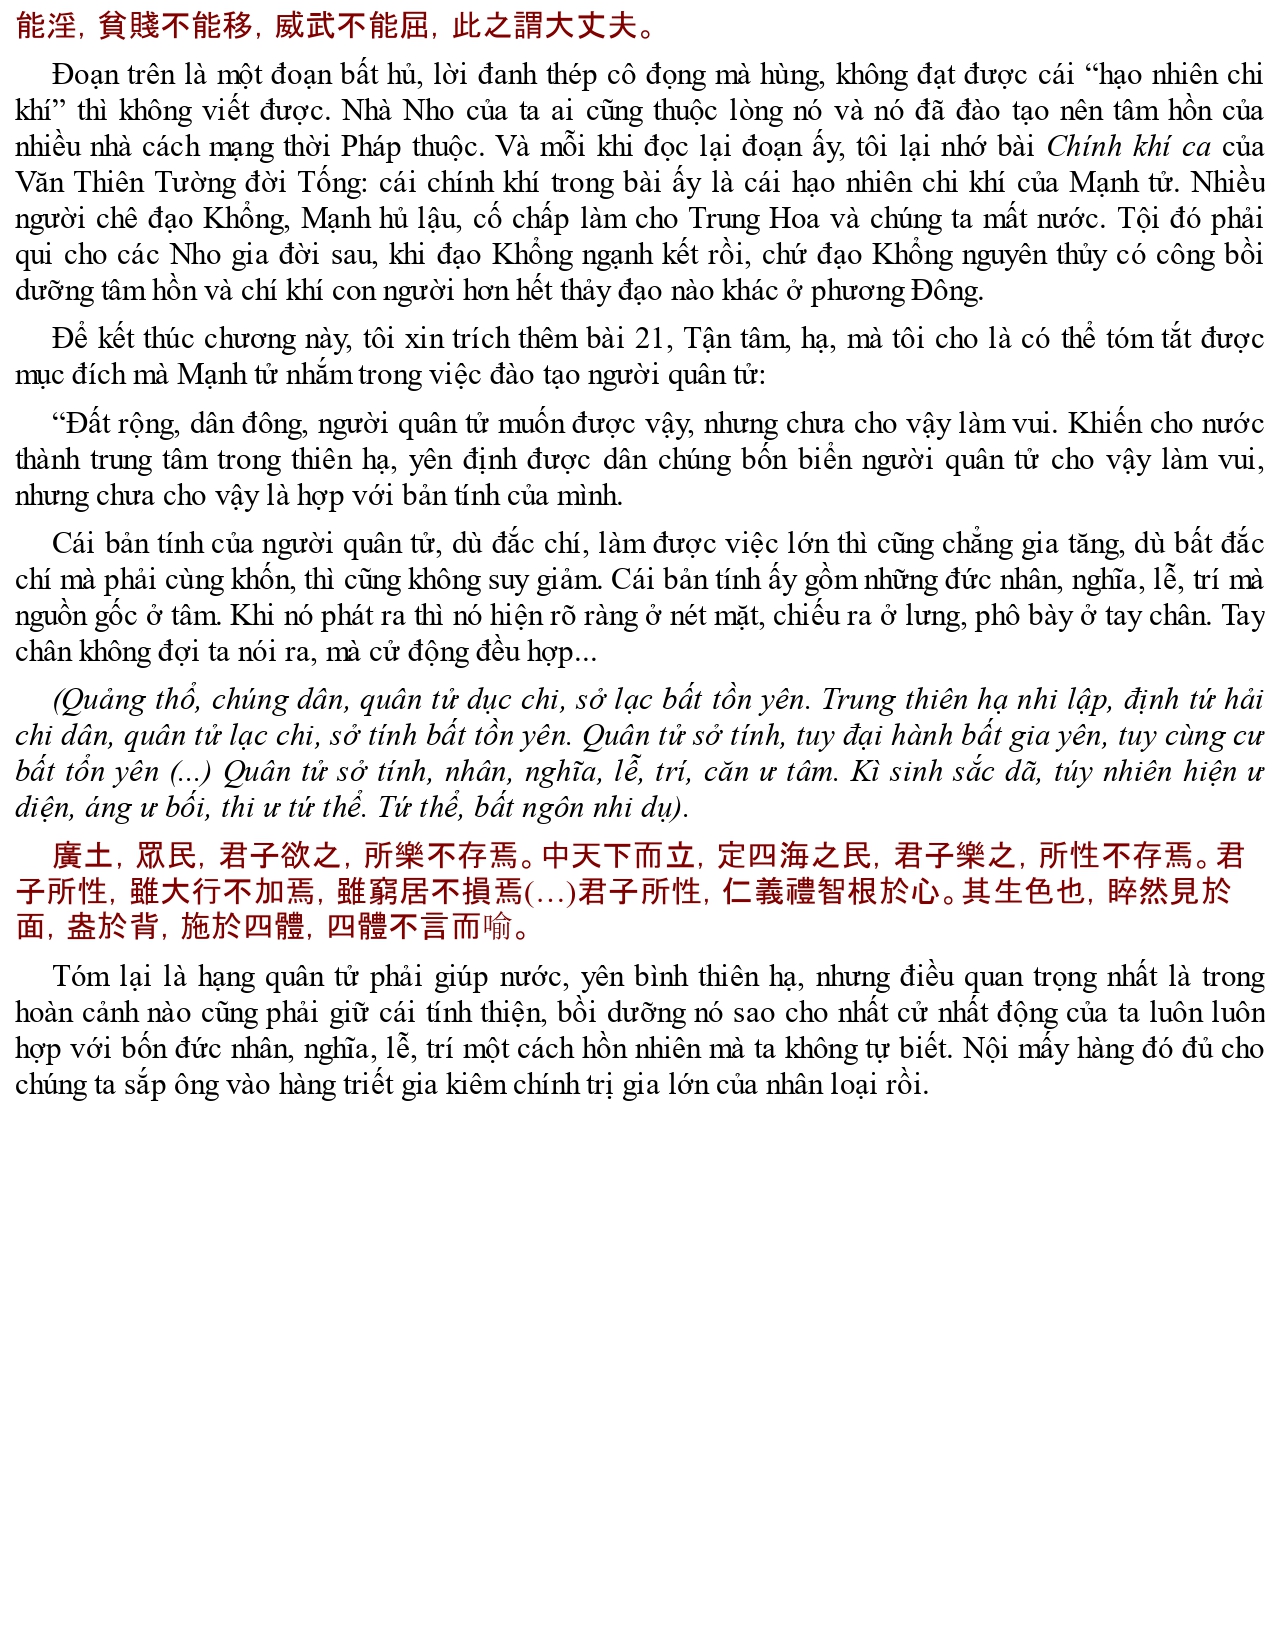 能淫, 貧賤不能移, 威武不能屈, 此之謂大丈夫。
Đoạn trên là một đoạn bất hủ, lời đanh thép cô đọng mà hùng, không đạt được cái “hạo nhiên chi
khí” thì không viết được. Nhà Nho của ta ai cũng thuộc lòng nó và nó đã đào tạo nên tâm hồn của
nhiều nhà cách mạng thời Pháp thuộc. Và mỗi khi đọc lại đoạn ấy, tôi lại nhớ bài Chính khí ca của
Văn Thiên Tường đời Tống: cái chính khí trong bài ấy là cái hạo nhiên chi khí của Mạnh tử. Nhiều
người chê đạo Khổng, Mạnh hủ lậu, cố chấp làm cho Trung Hoa và chúng ta mất nước. Tội đó phải
qui cho các Nho gia đời sau, khi đạo Khổng ngạnh kết rồi, chứ đạo Khổng nguyên thủy có công bồi
dưỡng tâm hồn và chí khí con người hơn hết thảy đạo nào khác ở phương Đông.
Để kết thúc chương này, tôi xin trích thêm bài 21, Tận tâm, hạ, mà tôi cho là có thể tóm tắt được
mục đích mà Mạnh tử nhắm trong việc đào tạo người quân tử:
“Đất rộng, dân đông, người quân tử muốn được vậy, nhưng chưa cho vậy làm vui. Khiến cho nước
thành trung tâm trong thiên hạ, yên định được dân chúng bốn biển người quân tử cho vậy làm vui,
nhưng chưa cho vậy là hợp với bản tính của mình.
Cái bản tính của người quân tử, dù đắc chí, làm được việc lớn thì cũng chẳng gia tăng, dù bất đắc
chí mà phải cùng khốn, thì cũng không suy giảm. Cái bản tính ấy gồm những đức nhân, nghĩa, lễ, trí mà
nguồn gốc ở tâm. Khi nó phát ra thì nó hiện rõ ràng ở nét mặt, chiếu ra ở lưng, phô bày ở tay chân. Tay
chân không đợi ta nói ra, mà cử động đều hợp...
(Quảng thổ, chúng dân, quân tử dục chi, sở lạc bất tồn yên. Trung thiên hạ nhi lập, định tứ hải
chi dân, quân tử lạc chi, sở tính bất tồn yên. Quân tử sở tính, tuy đại hành bất gia yên, tuy cùng cư
bất tổn yên (...) Quân tử sở tính, nhân, nghĩa, lễ, trí, căn ư tâm. Kì sinh sắc dã, túy nhiên hiện ư
diện, áng ư bối, thi ư tứ thể. Tứ thể, bất ngôn nhi dụ).
廣土, 眾民, 君子欲之, 所樂不存焉。中天下而立, 定四海之民, 君子樂之, 所性不存焉。君
子所性, 雖大行不加焉, 雖窮居不損焉(…)君子所性, 仁義禮智根於心。其生色也, 睟然見於
面, 盎於背, 施於四體, 四體不言而喻。
Tóm lại là hạng quân tử phải giúp nước, yên bình thiên hạ, nhưng điều quan trọng nhất là trong
hoàn cảnh nào cũng phải giữ cái tính thiện, bồi dưỡng nó sao cho nhất cử nhất động của ta luôn luôn
hợp với bốn đức nhân, nghĩa, lễ, trí một cách hồn nhiên mà ta không tự biết. Nội mấy hàng đó đủ cho
chúng ta sắp ông vào hàng triết gia kiêm chính trị gia lớn của nhân loại rồi.